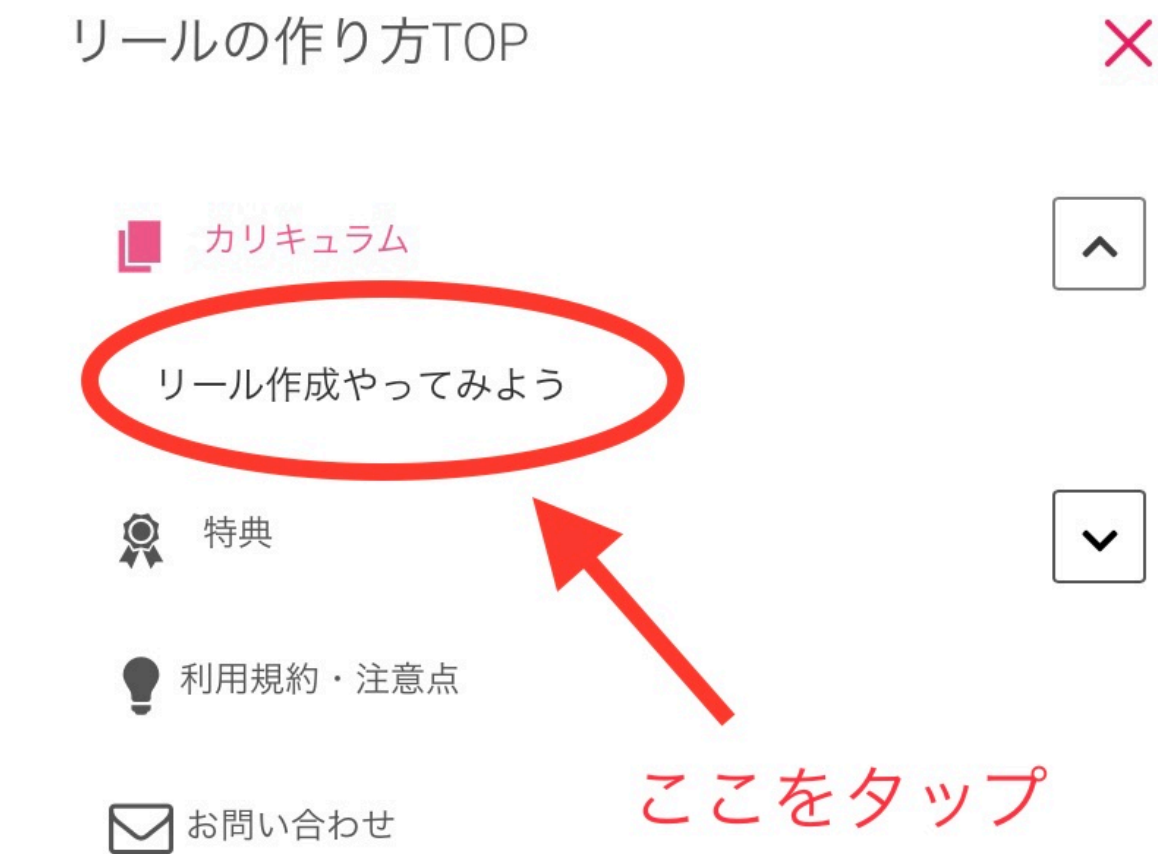 リールの作り方TOP
カリキュラム
リール作成やってみよう
特典
利用規約・注意点
ここをタップ
お問い合わせ